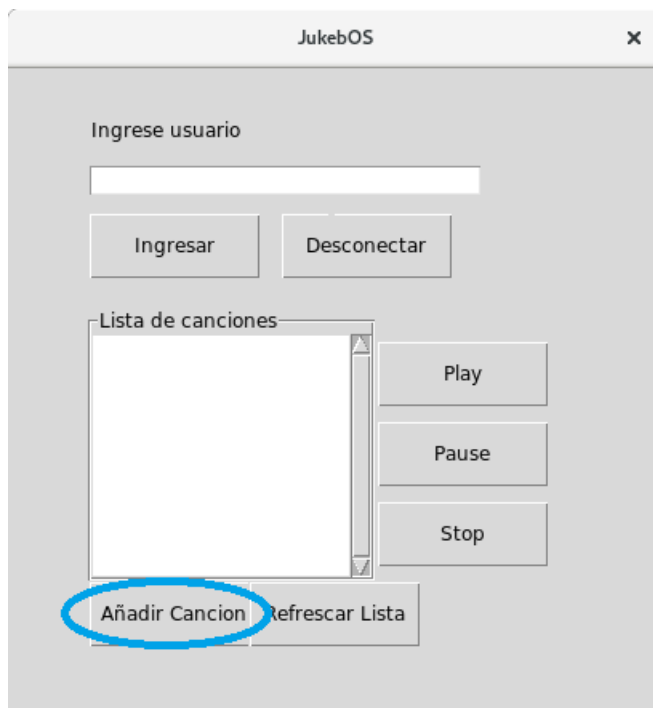 JukebOS
Ingrese usuario
Ingresar Desconectar
Lista de canciones
Play
Pause
Stop
Añadir Cancion Refrescar Lista